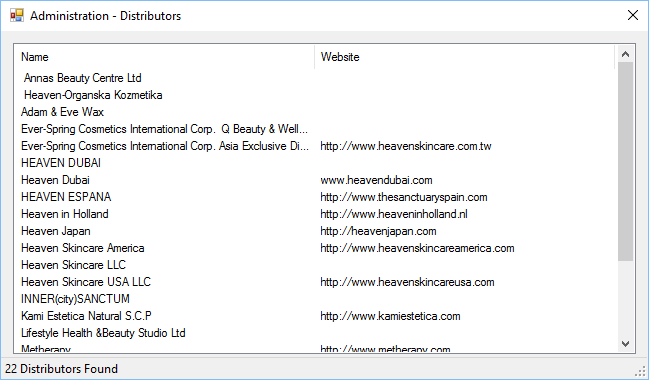 Administration - Distributors
Name Website
Annas Beauty Centre Ltd
Heaven-Organska Kozmetika
Adam & Eve Wax
Ever-Spring Cosmetics International Corp. Q Beauty & Well...
Ever-Spring Cosmetics International Corp. Asia Exclusive Di... http://www.heavenskincare.com.tw
HEAVEN DUBAI
Heaven Dubai www.heavendubai.com
HEAVEN ESPANA http://www.thesanctuaryspain.com
Heaven in Holland http://www.heaveninholland.nl
Heaven Japan http://heavenjapan.com
Heaven Skincare America http://www.heavenskincareamerica.com
Heaven Skincare LLC
Heaven Skincare USA LLC http://www.heavenskincareusa.com
INNER(city)SANCTUM
Kami Estetica Natural S.C.P http://www.kamiestetica.com
Lifestyle Health &Beauty Studio Ltd
Metherapy http://www.metherapy.com
22 Distributors Found